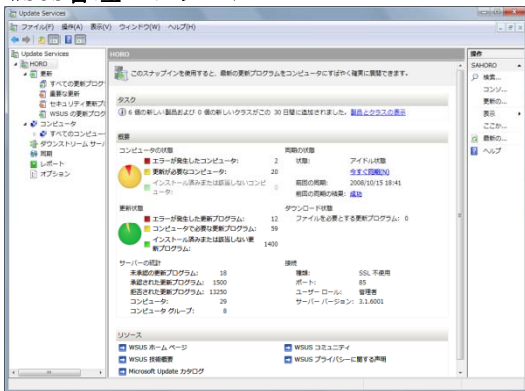 Update Services
ファイル(F) 操作(A) 表示(V) ウィンドウ(W) ヘルプ(H)
Update Services
HORO
更新
すべての更新プログ
重要な更新
セキュリティ更新プ
WSUS の更新プログ
コンピュータ
すべてのコンピュー
ダウンストリーム サー
同期
レポート
オプション
HORO
このスナップインを使用すると、最新の更新プログラムをコンピュータにすばやく確実に展開できます。
タスク
6 個の新しい製品および 0 個の新しいクラスがこの 30 日間に追加されました。 製品とクラスの表示
概要
コンピュータの状態
エラーが発生したコンピュータ: 2
更新が必要なコンピュータ: 20
インストール済みまたは該当しないコンピュータ:
同期の状態
状態: アイドル状態
今すぐ同期(N)
前回の同期: 2008/10/15 18:41
前回の同期の結果: 成功
更新状態
エラーが発生した更新プログラム: 12
コンピュータで必要な更新プログラム: 59
インストール済みまたは該当しない更新プログラム: 1400
ダウンロード状態
ファイルを必要とする更新プログラム: 0
サーバーの統計
未承認の更新プログラム: 18
承認された更新プログラム: 1500
拒否された更新プログラム: 13250
コンピュータ: 29
コンピュータ グループ: 8
接続
種類: SSL 不使用
ポート: 85
ユーザー ロール: 管理者
サーバー バージョン: 3.1.6001
リソース
WSUS ホーム ページ
WSUS 技術概要
Microsoft Update カタログ
WSUS コミュニティ
WSUS プライバシーに関する声明
操作
SAHORO
検索...
コンソ...
更新の...
表示
ここか...
最新の...
ヘルプ